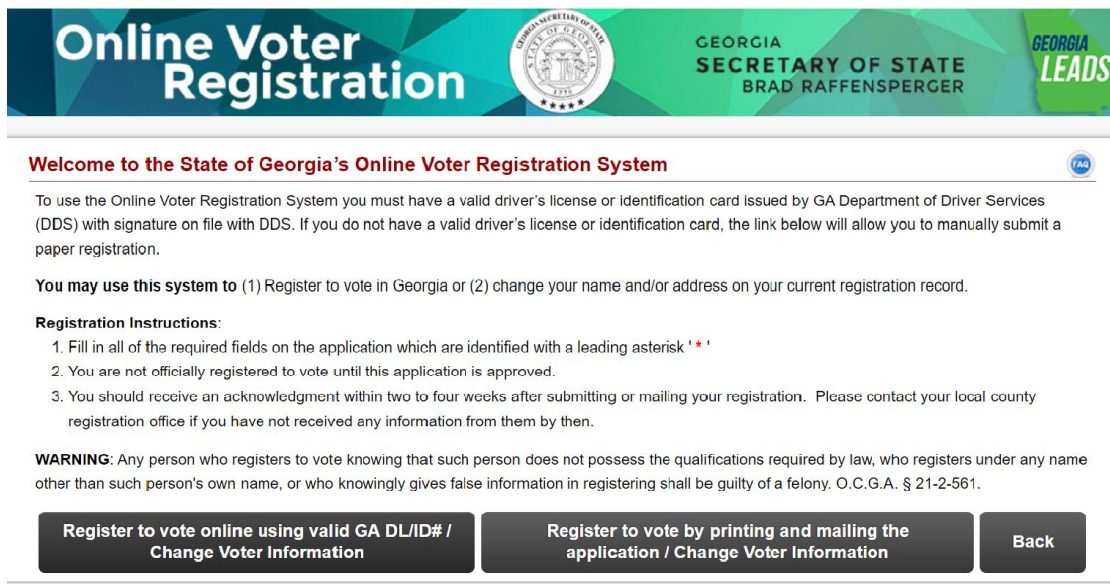 Online Voter
Registration
GEORGIA SECRETARY OF STATE
STATE OF GEORGIA
1776
GEORGIA
SECRETARY OF STATE
BRAD RAFFENSPERGER
GEORGIA
LEADS
Welcome to the State of Georgia’s Online Voter Registration System
FAQ
To use the Online Voter Registration System you must have a valid driver’s license or identification card issued by GA Department of Driver Services
(DDS) with signature on file with DDS. If you do not have a valid driver’s license or identification card, the link below will allow you to manually submit a
paper registration.
You may use this system to (1) Register to vote in Georgia or (2) change your name and/or address on your current registration record.
Registration Instructions:
1. Fill in all of the required fields on the application which are identified with a leading asterisk ' * '
2. You are not officially registered to vote until this application is approved.
3. You should receive an acknowledgment within two to four weeks after submitting or mailing your registration. Please contact your local county
registration office if you have not received any information from them by then.
WARNING: Any person who registers to vote knowing that such person does not possess the qualifications required by law, who registers under any name
other than such person's own name, or who knowingly gives false information in registering shall be guilty of a felony. O.C.G.A. § 21-2-561.
Register to vote online using valid GA DL/ID# /
Change Voter Information
Register to vote by printing and mailing the
application / Change Voter Information
Back